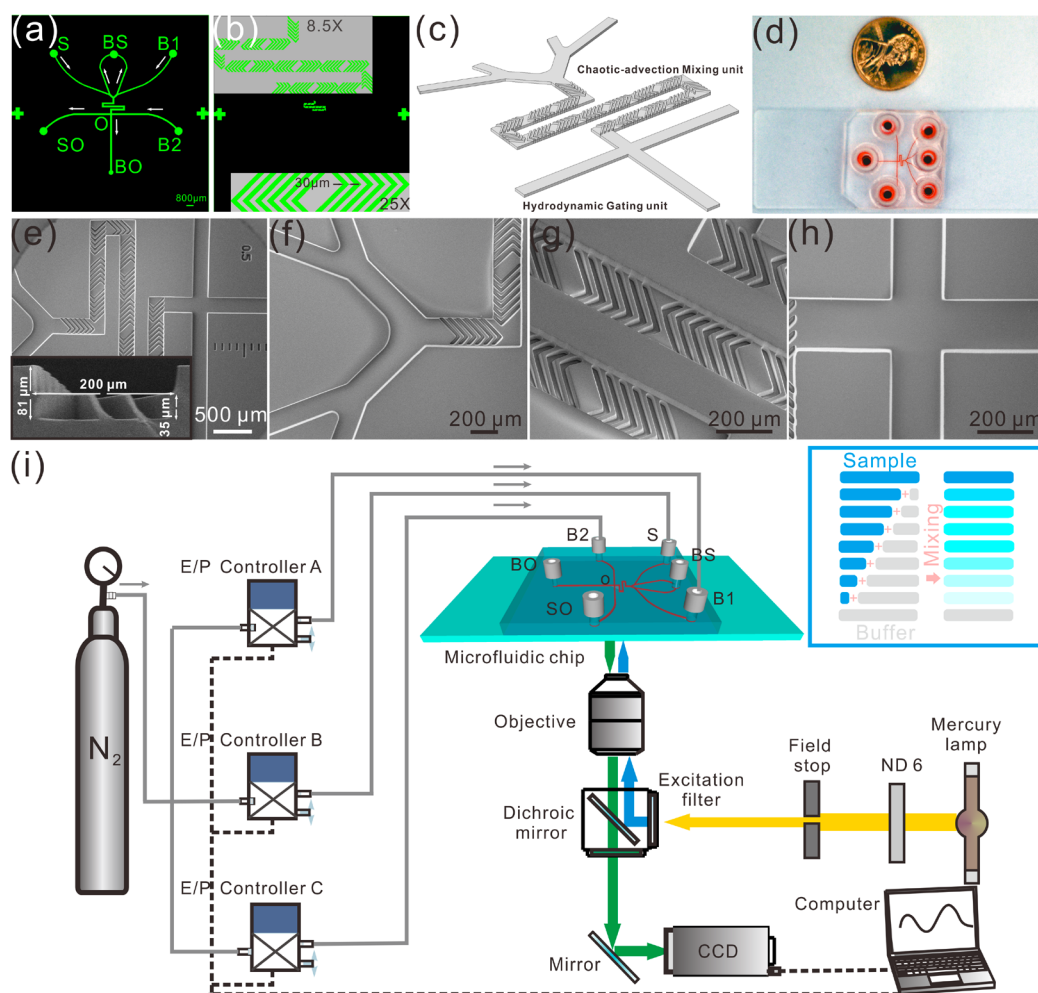 (a)
S
BS
B1
O
SO
B2
BO
800µm
(b)
8.5X
30µm
25X
(c)
Chaotic-advection Mixing unit
Hydrodynamic Gating unit
(d)
(e)
0.5
200 µm
81 µm
35 µm
500 µm
(f)
200 µm
(g)
200 µm
(h)
200 µm
(i)
N2
E/P Controller A
E/P Controller B
E/P Controller C
B2
S
BO
BS
o
SO
B1
Microfluidic chip
Sample
Mixing
Buffer
Objective
Dichroic
mirror
Excitation
filter
Field
stop
ND 6
Mercury
lamp
Computer
Mirror
CCD